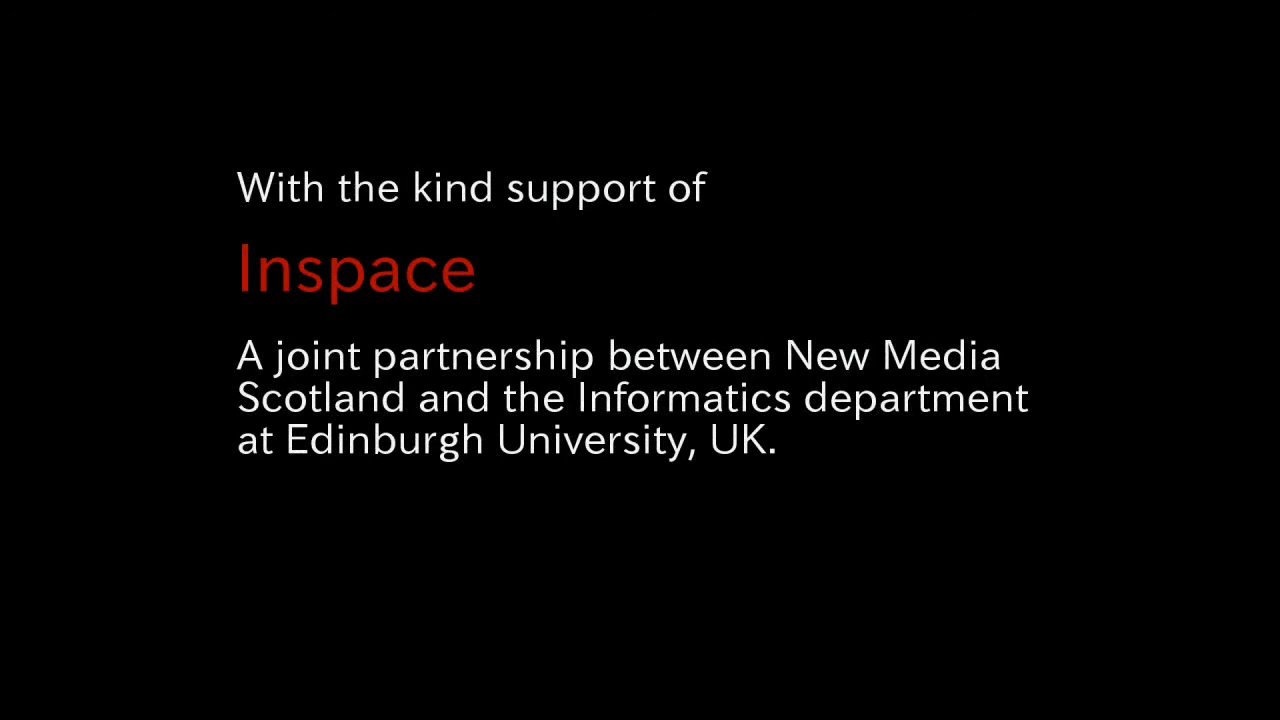 With the kind support of
Inspace
A joint partnership between New Media
Scotland and the Informatics department
at Edinburgh University, UK.